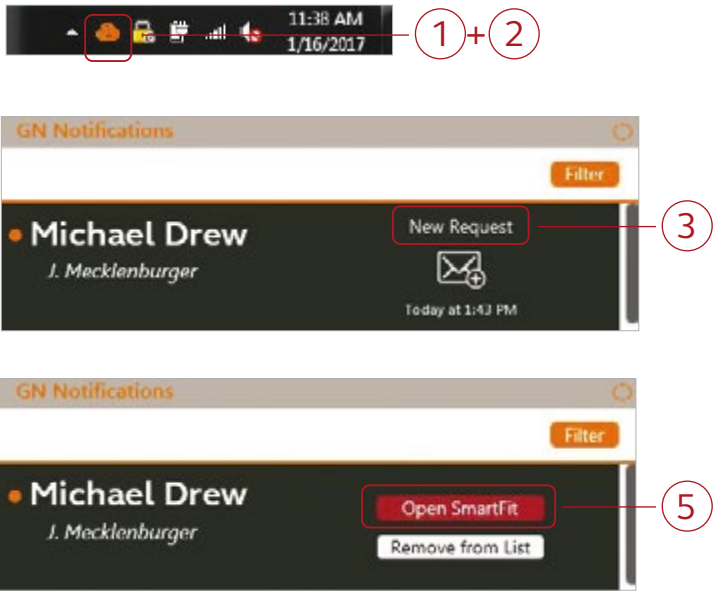 11:38 AM
1/16/2017
1+2
GN Notifications
Filter
Michael Drew
New Request
3
J. Mecklenburger
Today at 1:43 PM
GN Notifications
Filter
Michael Drew
Open SmartFit
5
J. Mecklenburger
Remove from List